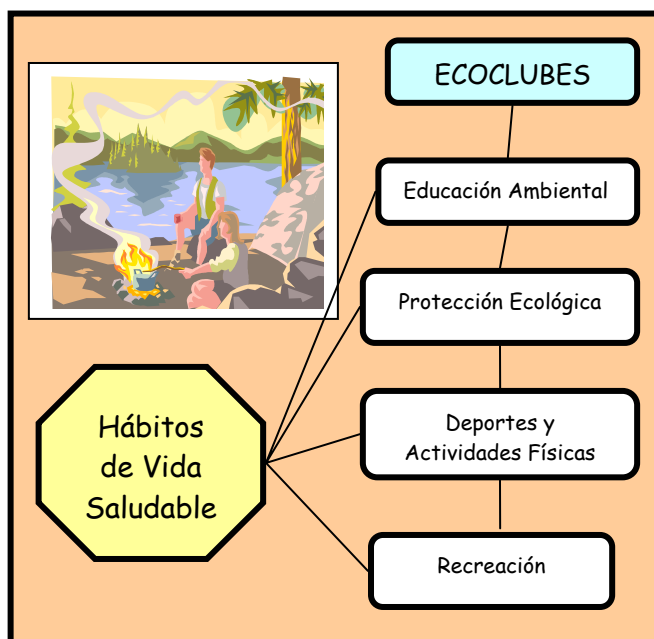 ECOCLUBES
Educación Ambiental
Protección Ecológica
Deportes y
Actividades Físicas
Recreación
Hábitos
de Vida
Saludable